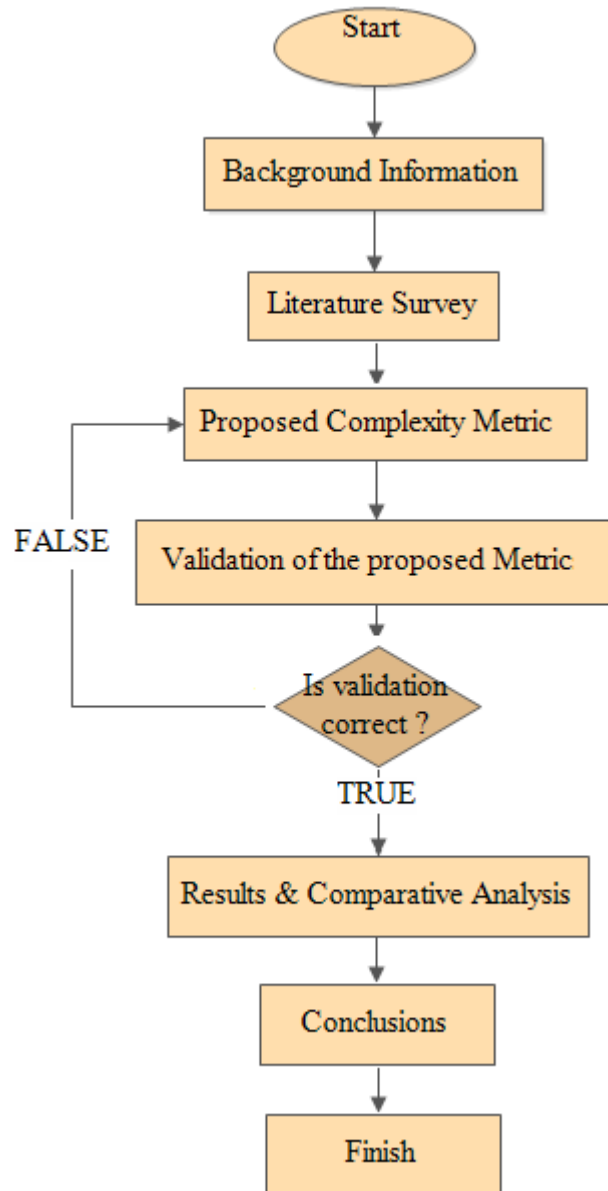 Start
Background Information
Literature Survey
Proposed Complexity Metric
FALSE
Validation of the proposed Metric
Is validation
correct ?
TRUE
Results & Comparative Analysis
Conclusions
Finish